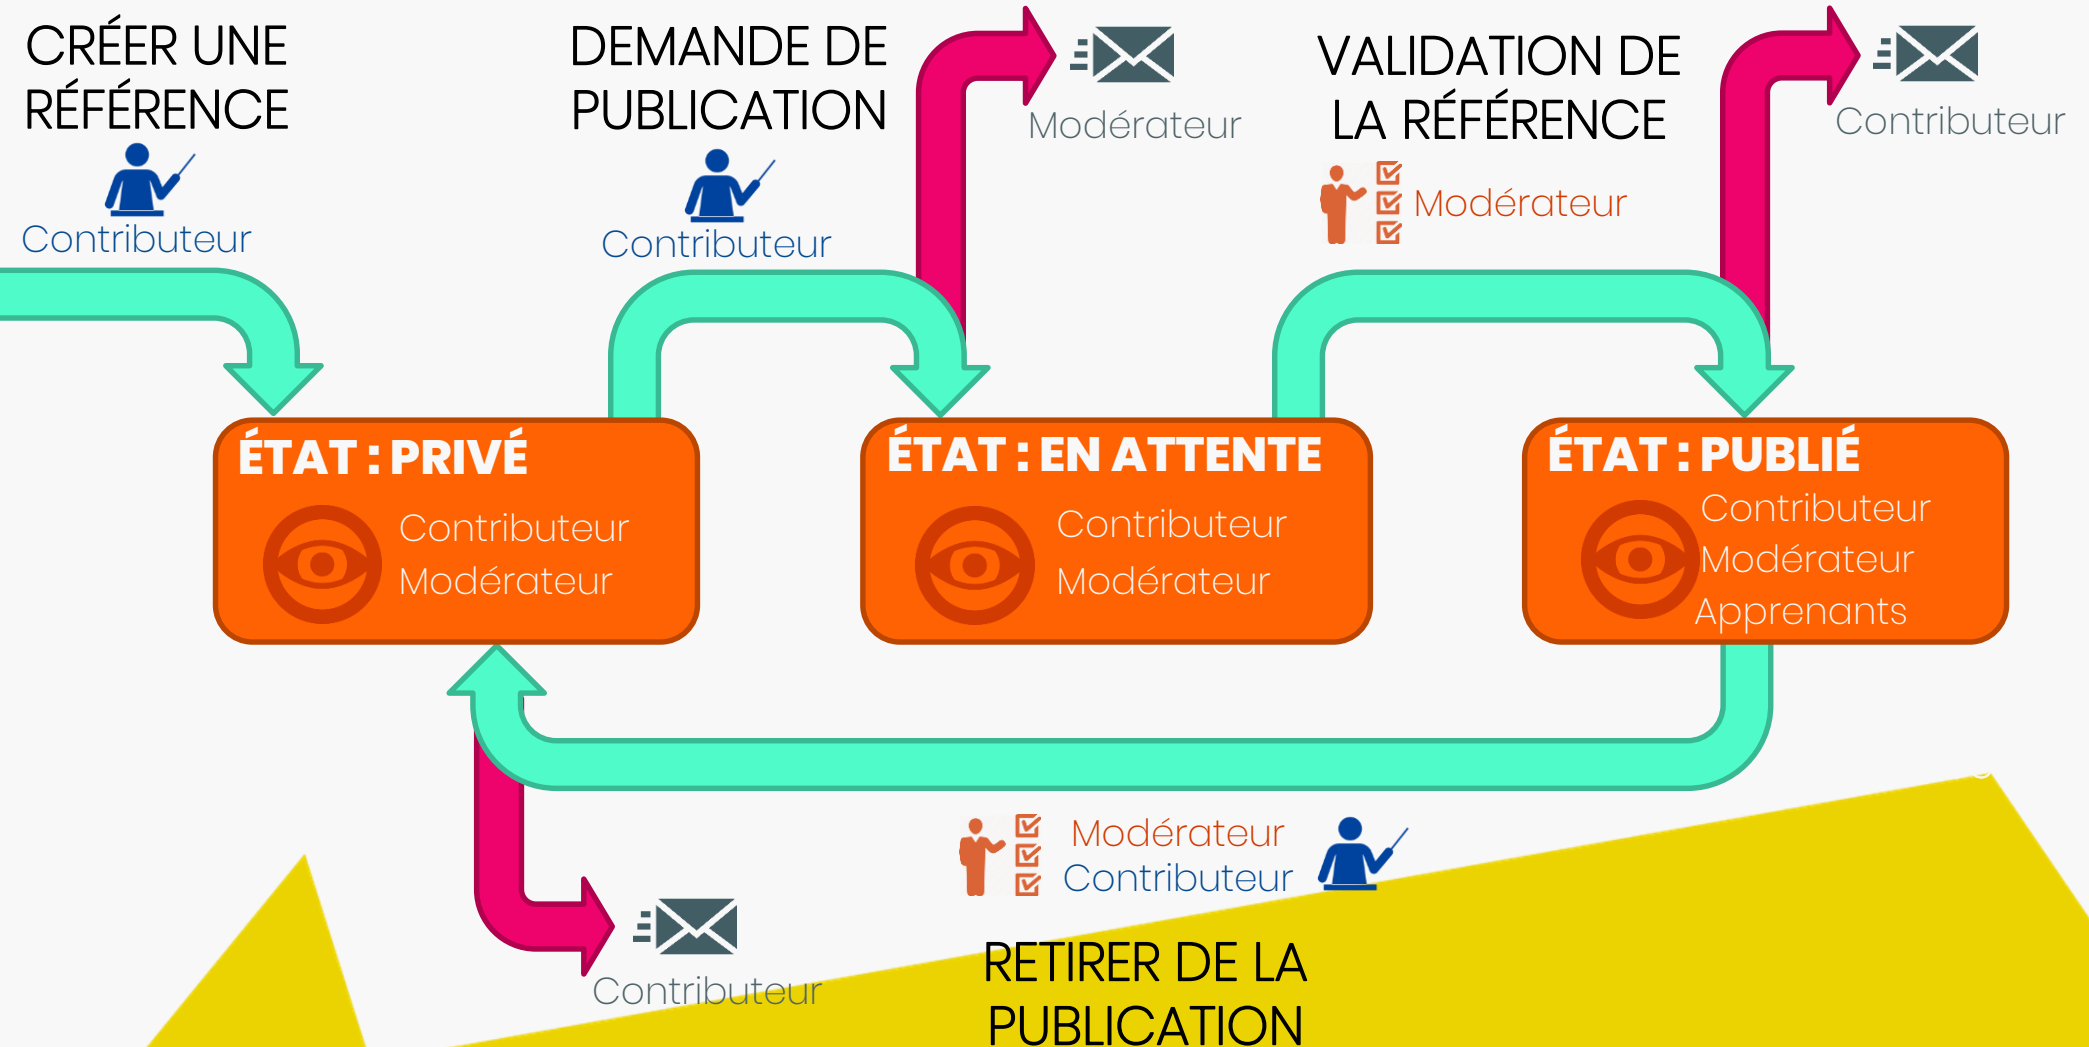 CRÉER UNE
RÉFÉRENCE
Contributeur
DEMANDE DE
PUBLICATION
Contributeur
Modérateur
VALIDATION DE
LA RÉFÉRENCE
Modérateur
Contributeur
ÉTAT : PRIVÉ
Contributeur
Modérateur
ÉTAT : EN ATTENTE
Contributeur
Modérateur
ÉTAT : PUBLIÉ
Contributeur
Modérateur
Apprenants
Modérateur
Contributeur
RETIRER DE LA
PUBLICATION
Contributeur